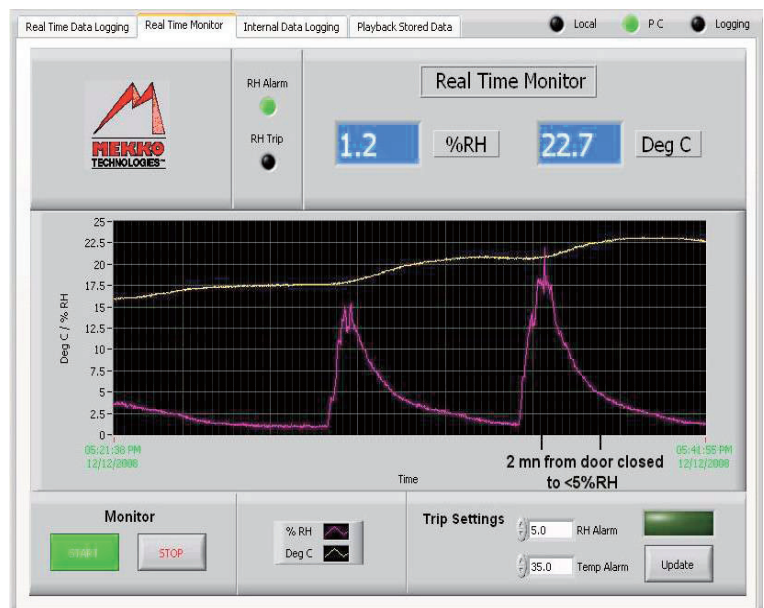 Real Time Data Logging
Real Time Monitor
Internal Data Logging
Playback Stored Data
Local
P C
Logging
MEKKO
TECHNOLOGIES™
RH Alarm
RH Trip
Real Time Monitor
1.2
%RH
22.7
Deg C
Deg C / % RH
25
22.5
20
17.5
15
12.5
10
7.5
5
2.5
0
05:21:38 PM
12/12/2008
05:41:55 PM
12/12/2008
Time
2 mn from door closed
to <5%RH
Monitor
START
STOP
% RH
Deg C
Trip Settings
5.0
RH Alarm
35.0
Temp Alarm
Update